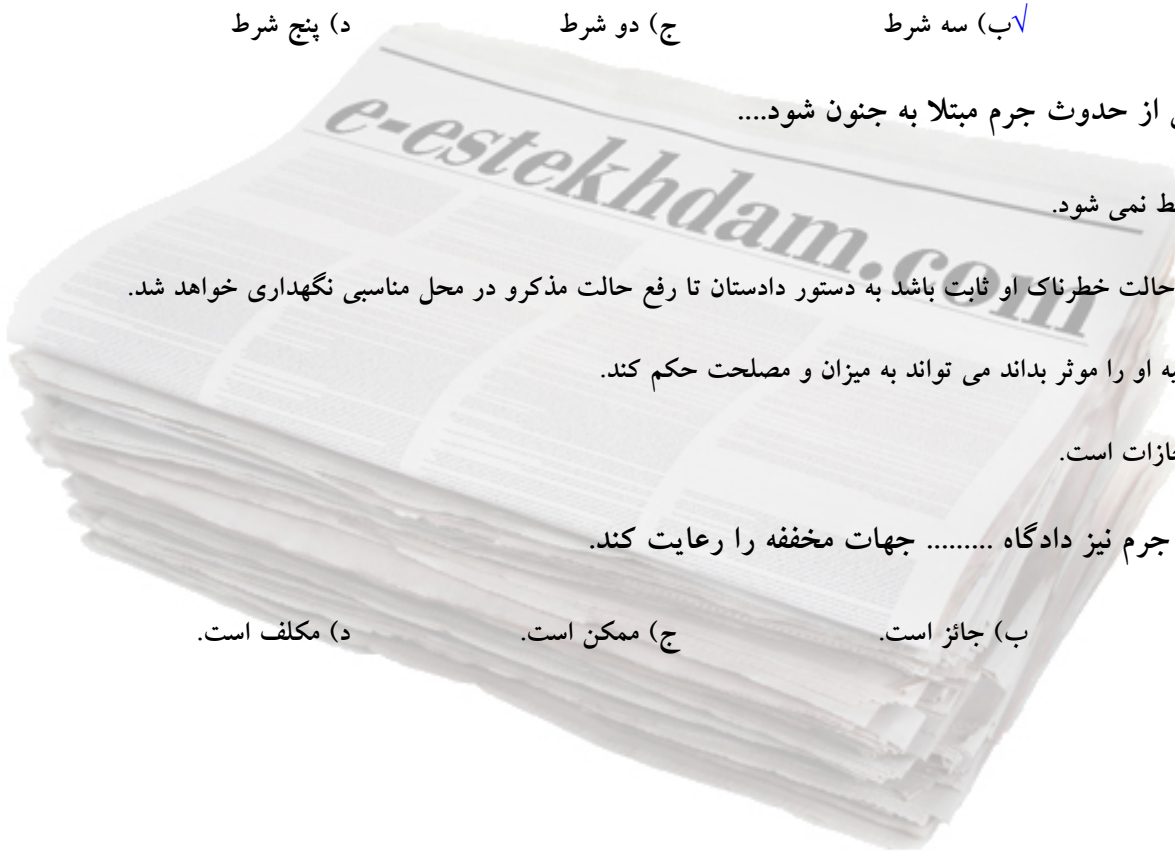 √ب) سه شرط ج) دو شرط د) پنج شرط
از حدوث جرم مبتلا به جنون شود....
e-estekhdam.com
نمی شود.
حالت خطرناک او ثابت باشد به دستور دادستان تا رفع حالت مذکرو در محل مناسبی نگهداری خواهد شد.
او را موثر بداند می تواند به میزان و مصلحت حکم کند.
است.
جرم نیز دادگاه ......... جهات مخففه را رعایت کند.
ب) جائز است. ج) ممکن است. د) مکلف است.